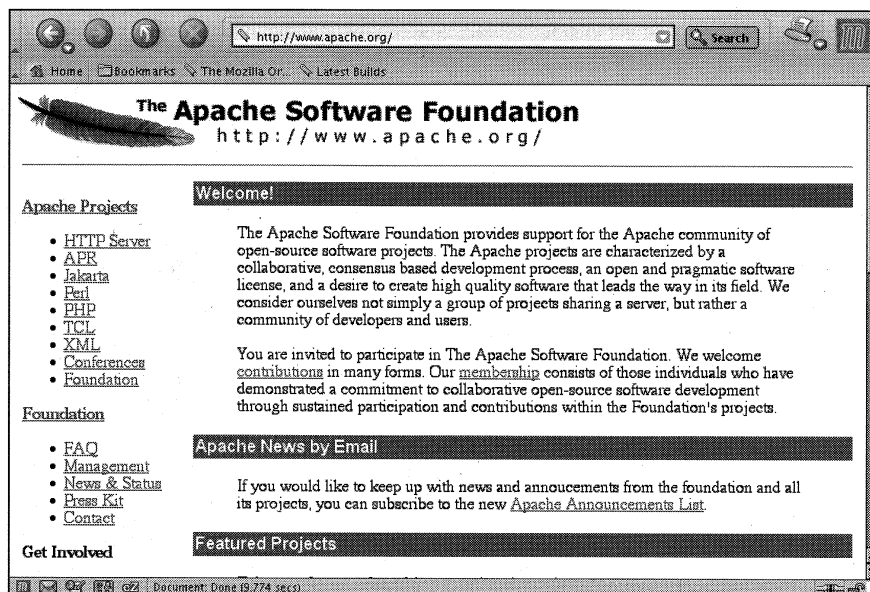 http://www.apache.org/
Search
Home Bookmarks The Mozilla Or... Latest Builds
The Apache Software Foundation
http://www.apache.org/
Apache Projects
HTTP Server
APR
Jakarta
Perl
PHP
TCL
XML
Conferences
Foundation
Foundation
FAQ
Management
News & Status
Press Kit
Contact
Get Involved
Welcome!
The Apache Software Foundation provides support for the Apache community of
open-source software projects. The Apache projects are characterized by a
collaborative, consensus based development process, an open and pragmatic software
license, and a desire to create high quality software that leads the way in its field. We
consider ourselves not simply a group of projects sharing a server, but rather a
community of developers and users.
You are invited to participate in The Apache Software Foundation. We welcome
contributions in many forms. Our membership consists of those individuals who have
demonstrated a commitment to collaborative open-source software development
through sustained participation and contributions within the Foundation's projects.
Apache News by Email
If you would like to keep up with news and annoucements from the foundation and all
its projects, you can subscribe to the new Apache Announcements List.
Featured Projects
Document: Done (9.774 secs)